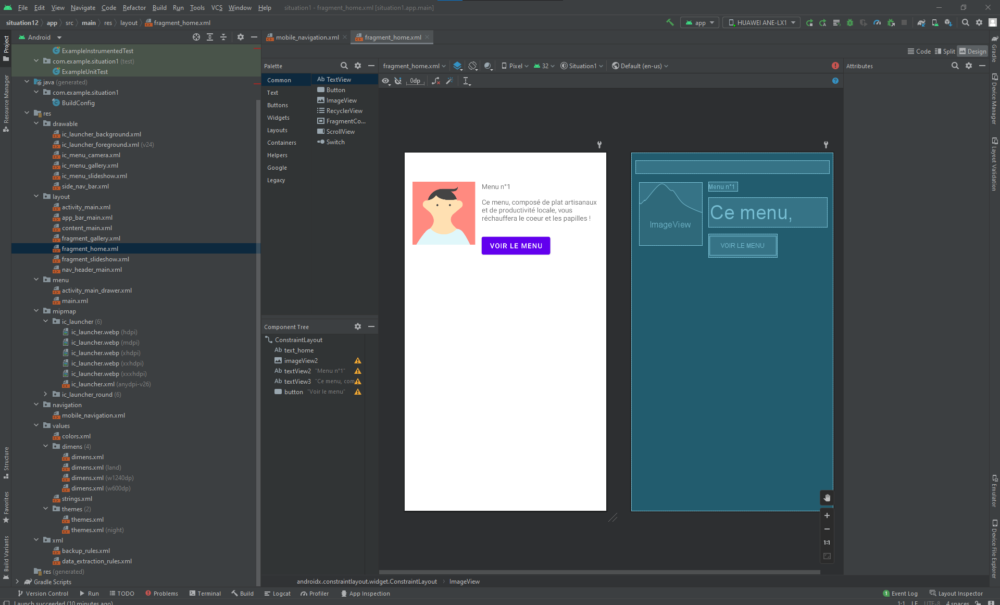 File Edit View Navigate Code Refactor Build Run Tools VCS Window Help situation1 - fragment_home.xml [situation1.app.main]
situation12 app src main res layout fragment_home.xml
app HUAWEI ANE-LX1
Android
mobile_navigation.xml fragment_home.xml
Code Split Design
Project
Resource Manager
Structure
Favorites
Build Variants
ExampleInstrumentedTest
com.example.situation1 (test)
ExampleUnitTest
java (generated)
com.example.situation1
BuildConfig
res
drawable
ic_launcher_background.xml
ic_launcher_foreground.xml (v24)
ic_menu_camera.xml
ic_menu_gallery.xml
ic_menu_slideshow.xml
side_nav_bar.xml
layout
activity_main.xml
app_bar_main.xml
content_main.xml
fragment_gallery.xml
fragment_home.xml
fragment_slideshow.xml
nav_header_main.xml
menu
activity_main_drawer.xml
main.xml
mipmap
ic_launcher (6)
ic_launcher.webp (hdpi)
ic_launcher.webp (mdpi)
ic_launcher.webp (xhdpi)
ic_launcher.webp (xxhdpi)
ic_launcher.webp (xxxhdpi)
ic_launcher.xml (anydpi-v26)
ic_launcher_round (6)
navigation
mobile_navigation.xml
values
colors.xml
dimens (4)
dimens.xml
dimens.xml (land)
dimens.xml (w1240dp)
dimens.xml (w600dp)
strings.xml
themes (2)
themes.xml
themes.xml (night)
xml
backup_rules.xml
data_extraction_rules.xml
res (generated)
Gradle Scripts
Palette
Common
Text
Buttons
Widgets
Layouts
Containers
Helpers
Google
Legacy
Ab TextView
Button
ImageView
RecyclerView
FragmentCo...
ScrollView
Switch
Component Tree
ConstraintLayout
Ab text_home
imageView2
Ab textView2 "Menu n°1"
Ab textView3 "Ce menu, com
button "Voir le menu"
fragment_home.xml Pixel 32 Situation1 Default (en-us)
0dp
Menu n°1
Ce menu, composé de plat artisanaux
et de productivité locale, vous
réchauffera le coeur et les papilles !
VOIR LE MENU
ImageView
Menu n°1
Ce menu,
VOIR LE MENU
1:1
androidx.constraintlayout.widget.ConstraintLayout ImageView
Attributes
Gradle
Device Manager
Layout Validation
Emulator
Device File Explorer
Version Control Run TODO Problems Terminal Build Logcat Profiler App Inspection 1 Event Log Layout Inspector
Launch succeeded (10 minutes ago) 1:1 LF UTF-8 4 spaces